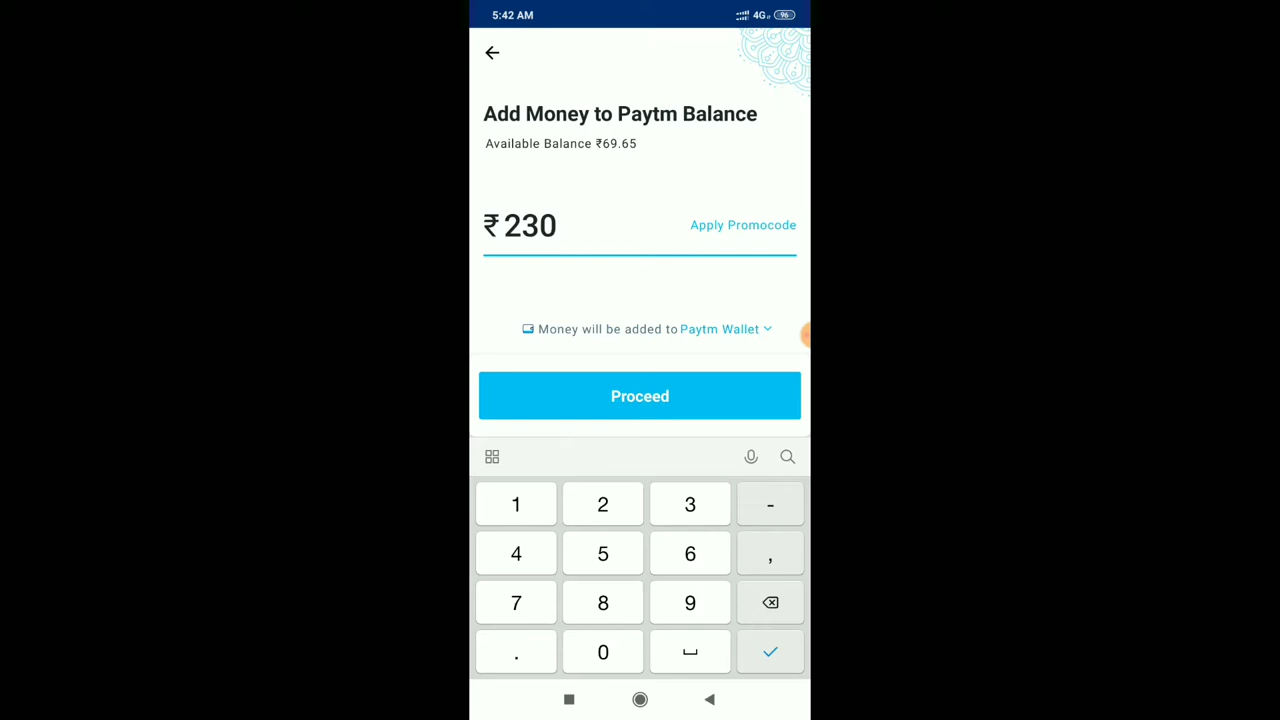 5:42 AM
4G
96
Add Money to Paytm Balance
Available Balance ₹69.65
₹230
Apply Promocode
Money will be added to Paytm Wallet
Proceed
1 2 3 -
4 5 6 ,
7 8 9
. 0